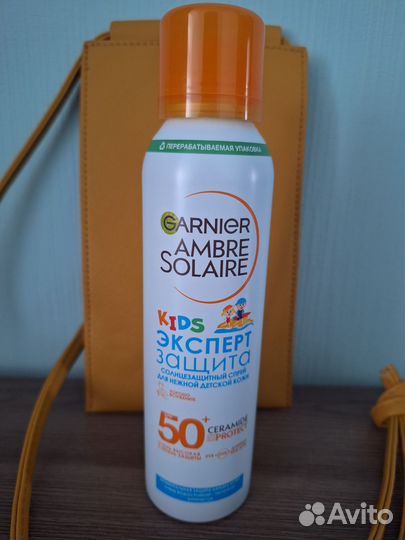 ПЕРЕРАБАТЫВАЕМАЯ УПАКОВКА
GARNIER
AMBRE
SOLAIRE
KIDS
ЭКСПЕРТ
защита
СОЛНЦЕЗАЩИТНЫЙ СПРЕЙ
ДЛЯ НЕЖНОЙ ДЕТСКОЙ КОЖИ
50+
CERAMIDE
PROTECT
Avito